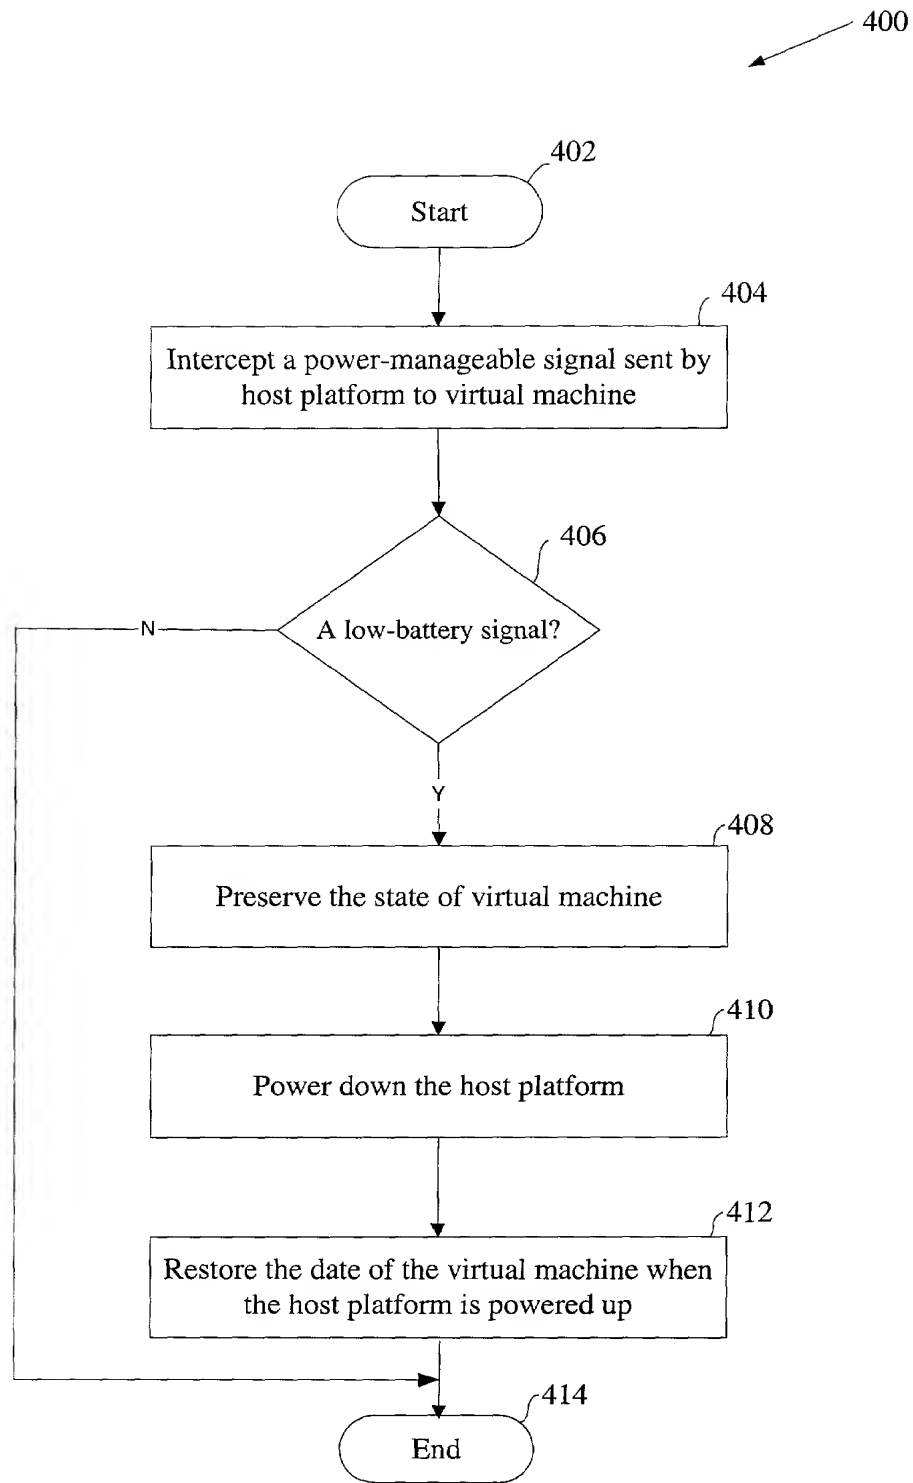 400
402
Start
404
Intercept a power-manageable signal sent by
host platform to virtual machine
406
A low-battery signal?
N
Y
408
Preserve the state of virtual machine
410
Power down the host platform
412
Restore the date of the virtual machine when
the host platform is powered up
414
End